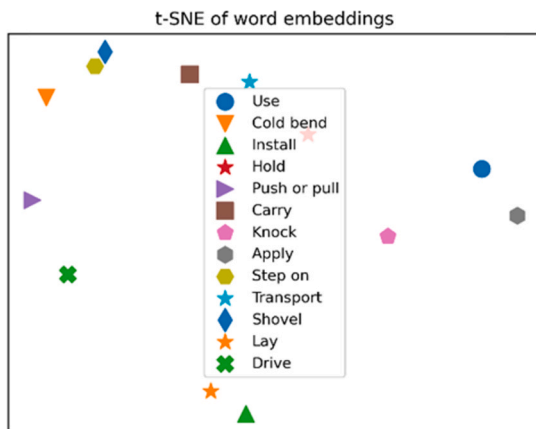 t-SNE of word embeddings
Use
Cold bend
Install
Hold
Push or pull
Carry
Knock
Apply
Step on
Transport
Shovel
Lay
Drive